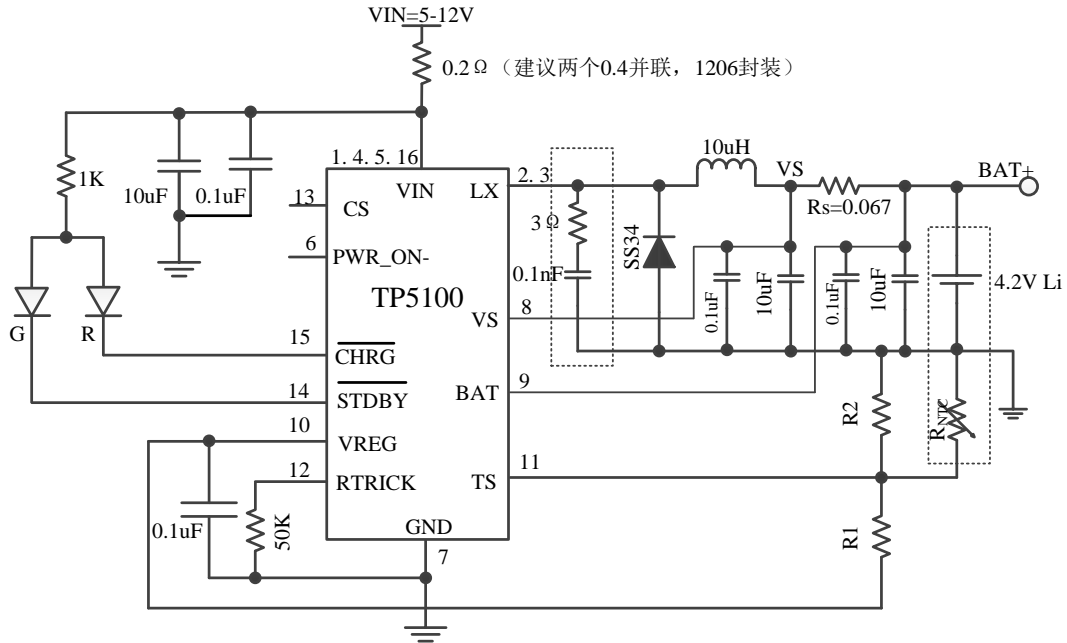 VIN=5-12V
0.2Ω（建议两个0.4并联，1206封装）
1K
10uF
0.1uF
1. 4. 5. 16
VIN
LX
2. 3
10uH
VS
BAT+
Rs=0.067
13
CS
6
PWR_ON-
TP5100
3Ω
0.1nF
SS34
0.1uF
10uF
0.1uF
10uF
4.2V Li
VS
8
G
R
15
CHRG
14
STDBY
BAT
9
10
VREG
R2
RNTC
12
RTRICK
TS
11
0.1uF
50K
GND
7
R1